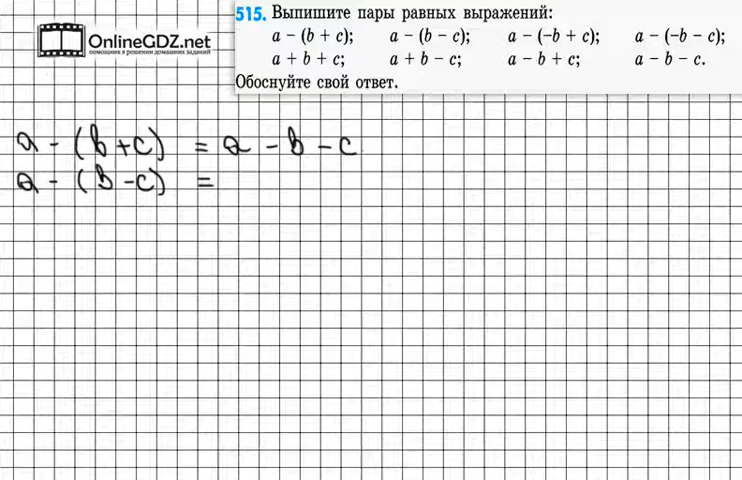 OnlineGDZ.net
помощник в решении домашних заданий
515. Выпишите пары равных выражений:
a − (b + c); a − (b − c); a − (−b + c); a − (−b − c);
a + b + c; a + b − c; a − b + c; a − b − c.
Обоснуйте свой ответ.
a - (b+c) = a - b - c
a - (b-c) =